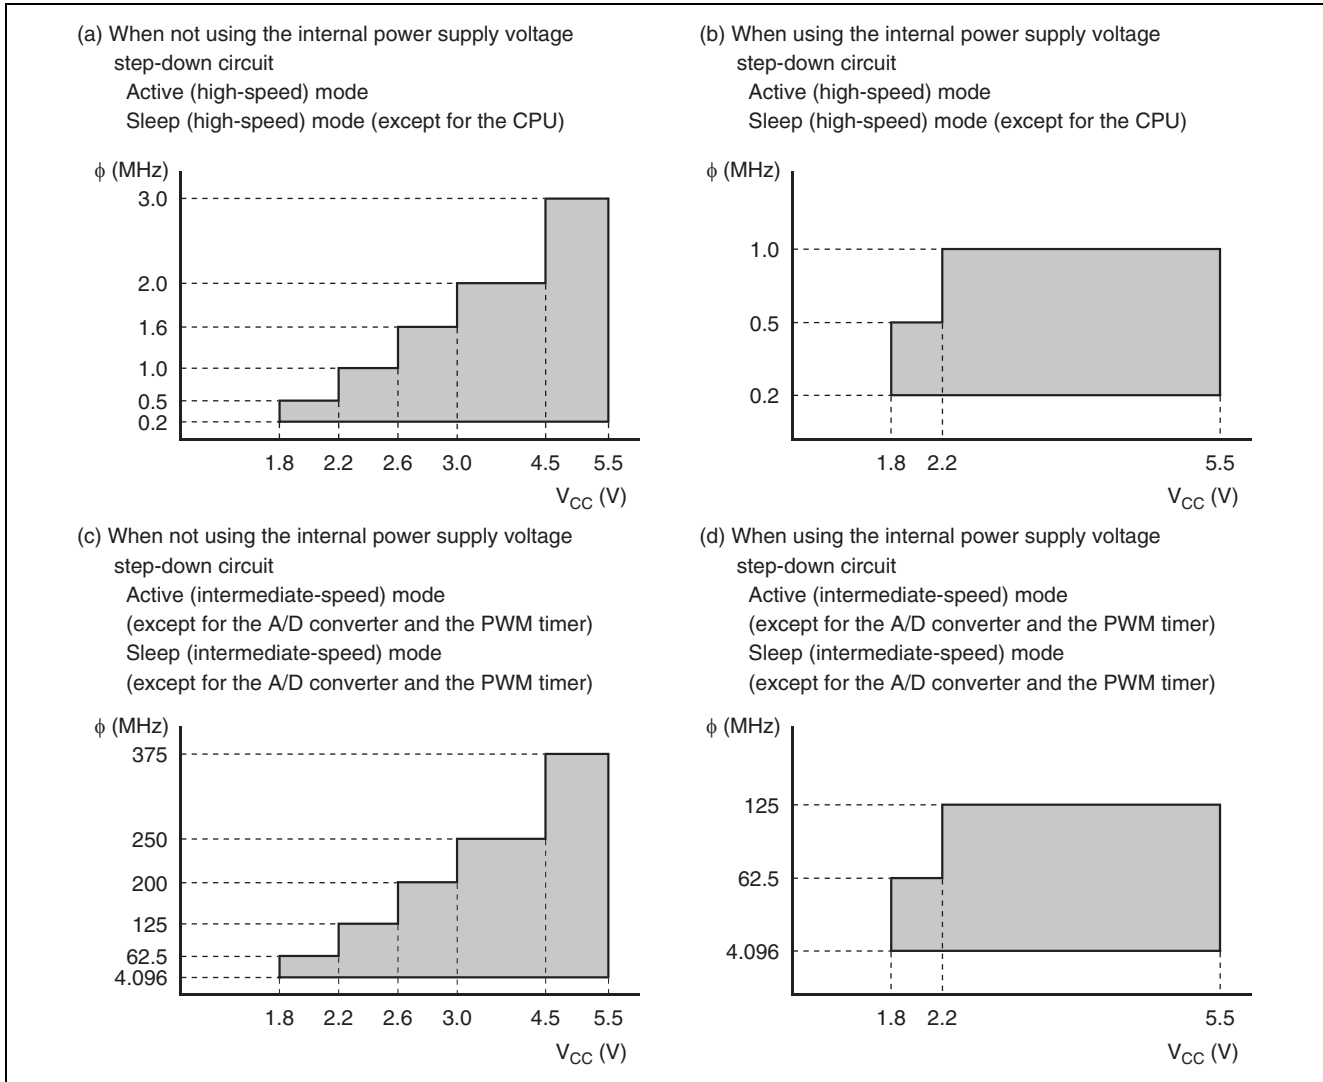 (a) When not using the internal power supply voltage
step-down circuit
Active (high-speed) mode
Sleep (high-speed) mode (except for the CPU)
ϕ (MHz)
3.0
2.0
1.6
1.0
0.5
0.2
1.8 2.2 2.6 3.0 4.5 5.5
VCC (V)
(b) When using the internal power supply voltage
step-down circuit
Active (high-speed) mode
Sleep (high-speed) mode (except for the CPU)
ϕ (MHz)
1.0
0.5
0.2
1.8 2.2 5.5
VCC (V)
(c) When not using the internal power supply voltage
step-down circuit
Active (intermediate-speed) mode
(except for the A/D converter and the PWM timer)
Sleep (intermediate-speed) mode
(except for the A/D converter and the PWM timer)
ϕ (MHz)
375
250
200
125
62.5
4.096
1.8 2.2 2.6 3.0 4.5 5.5
VCC (V)
(d) When using the internal power supply voltage
step-down circuit
Active (intermediate-speed) mode
(except for the A/D converter and the PWM timer)
Sleep (intermediate-speed) mode
(except for the A/D converter and the PWM timer)
ϕ (MHz)
125
62.5
4.096
1.8 2.2 5.5
VCC (V)